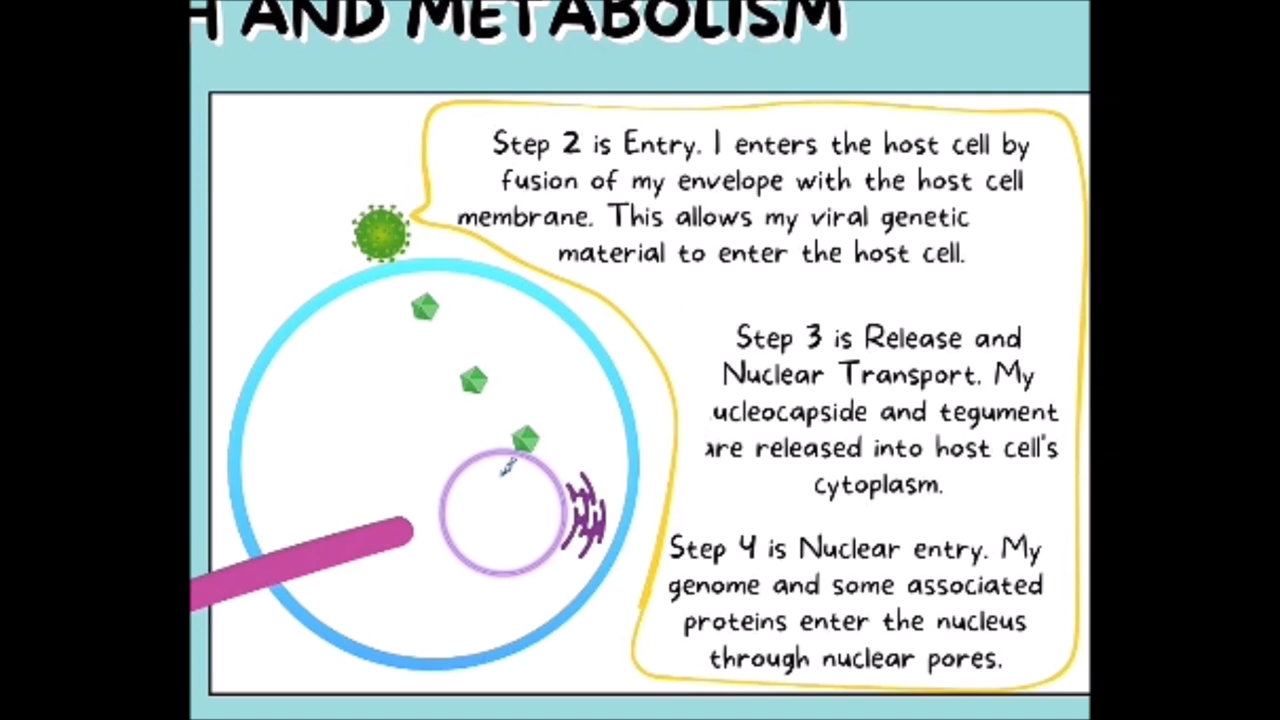 H AND METABOLISM
Step 2 is Entry. I enters the host cell by
fusion of my envelope with the host cell
membrane. This allows my viral genetic
material to enter the host cell.
Step 3 is Release and
Nuclear Transport. My
ucleocapside and tegument
are released into host cell's
cytoplasm.
Step 4 is Nuclear entry. My
genome and some associated
proteins enter the nucleus
through nuclear pores.